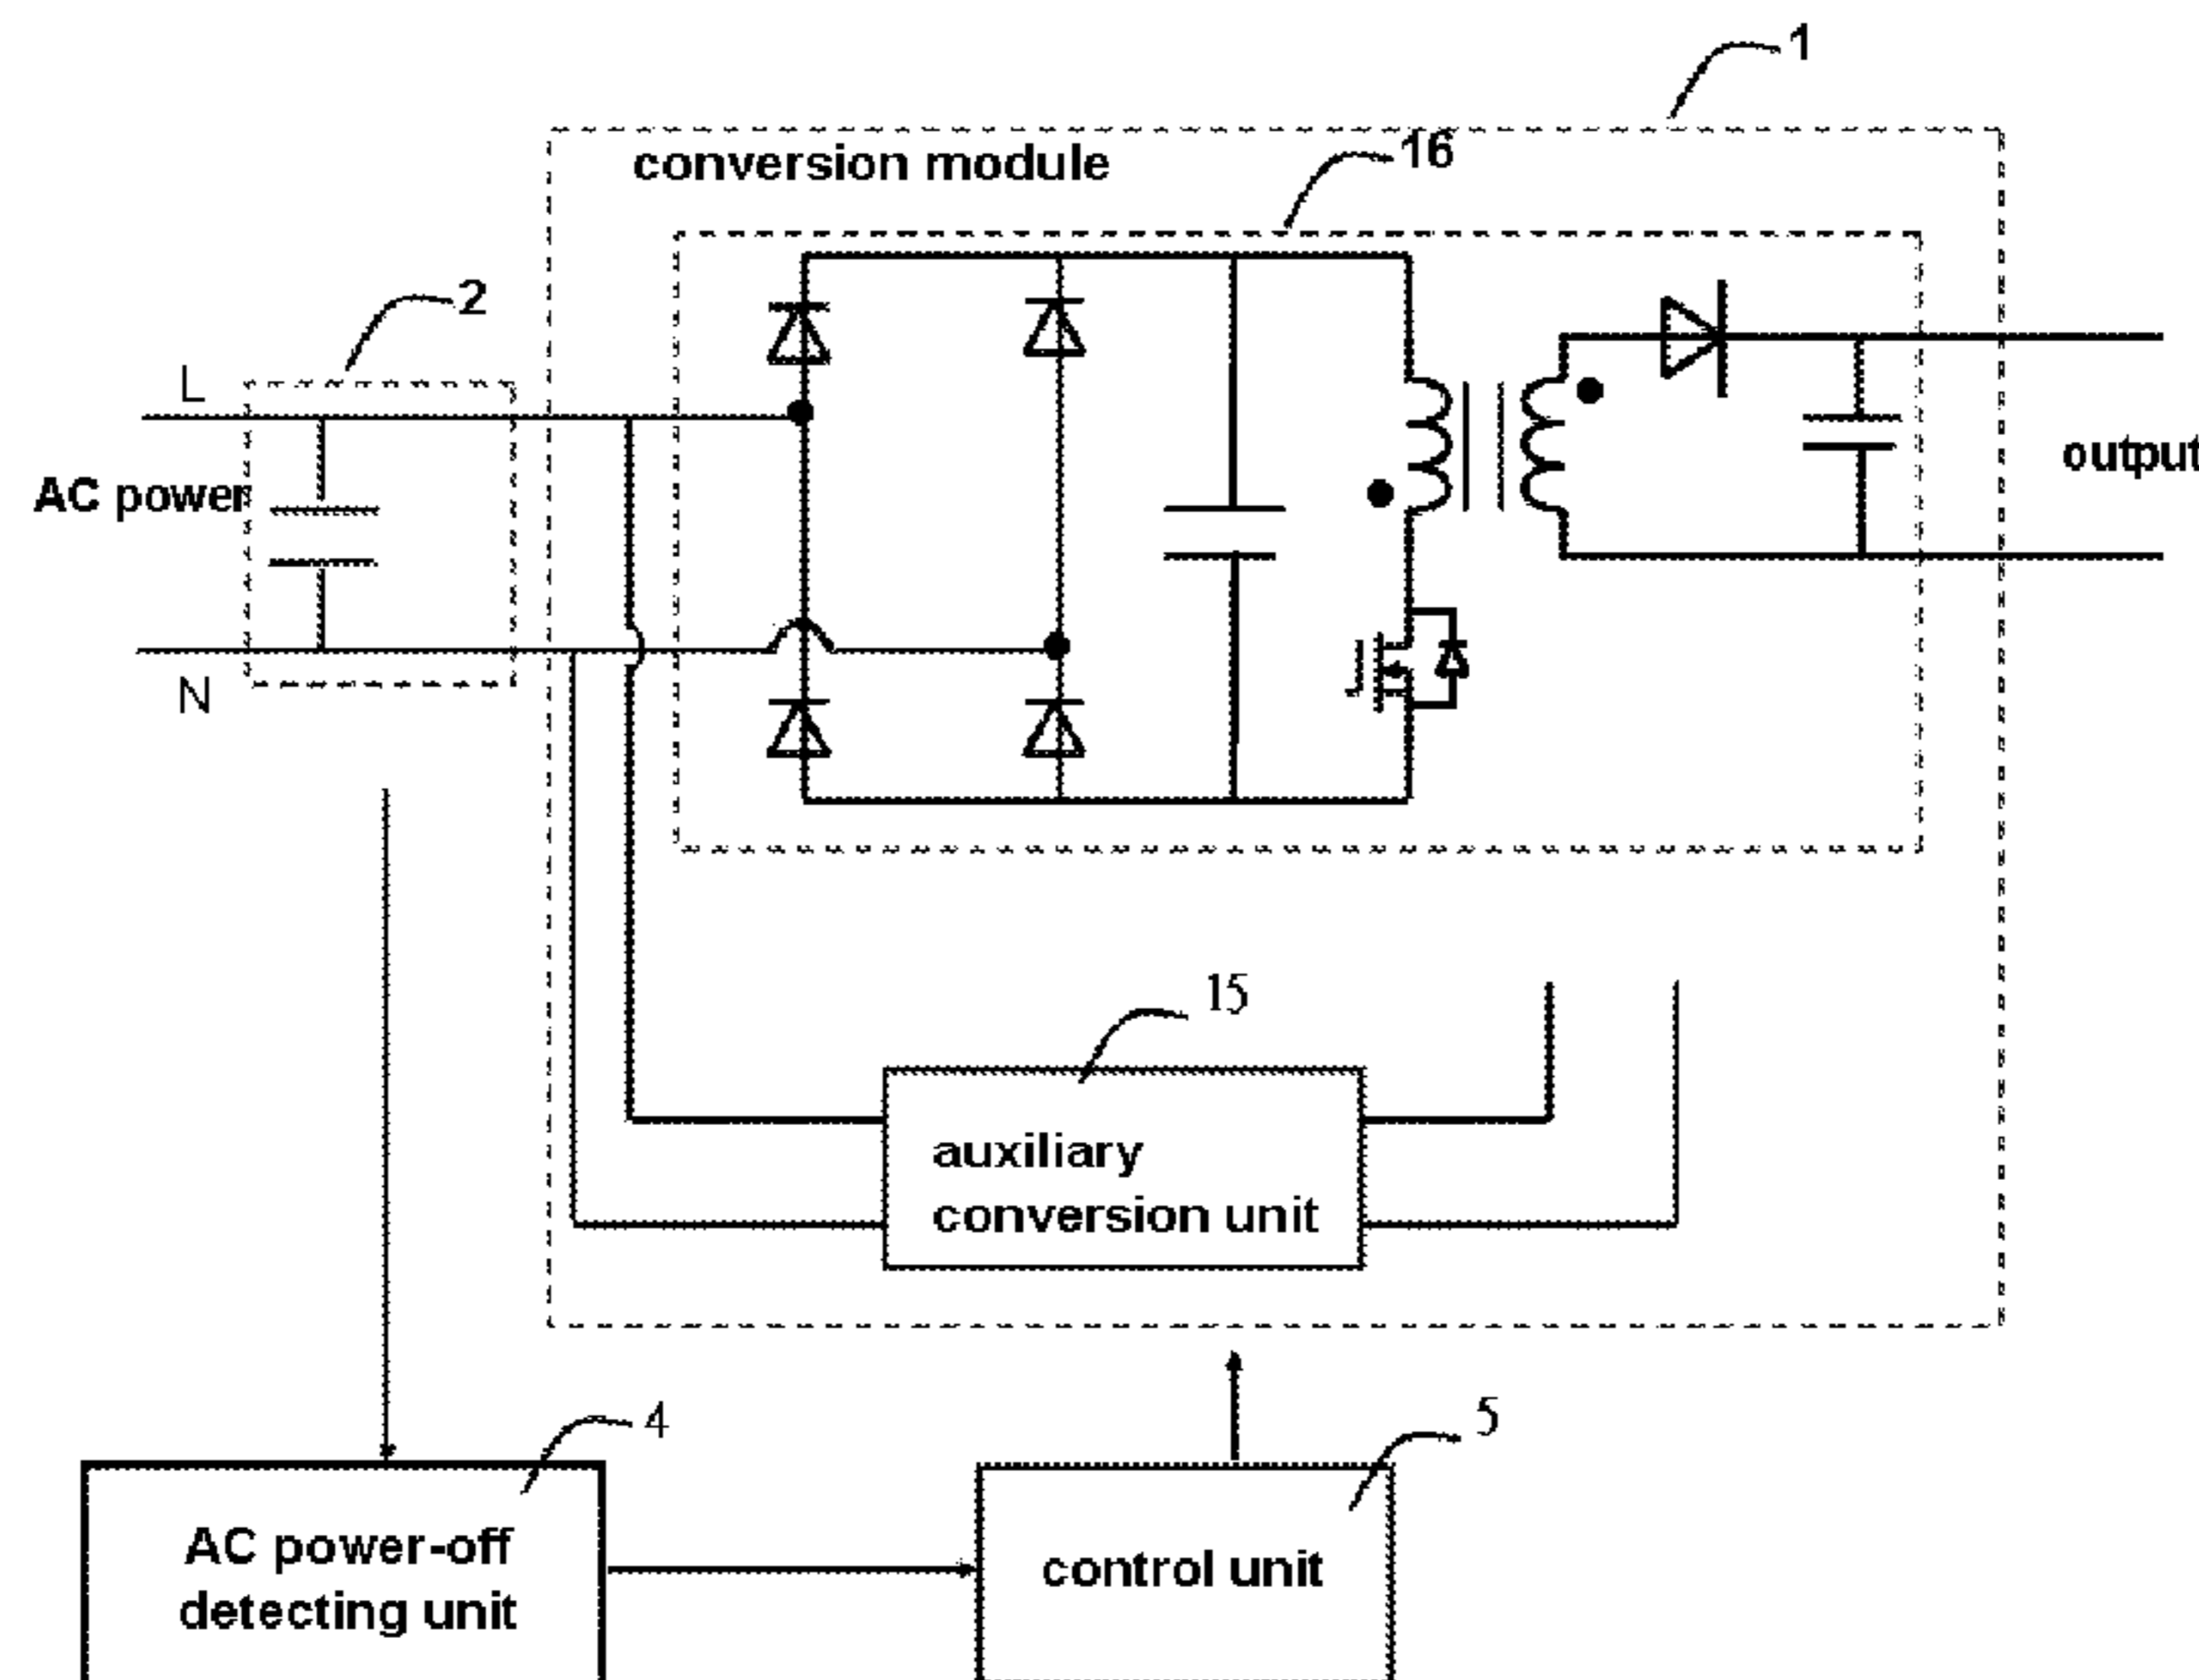 1
conversion module
16
2
L
AC power
output
N
15
auxiliary
conversion unit
4
5
AC power-off
detecting unit
control unit